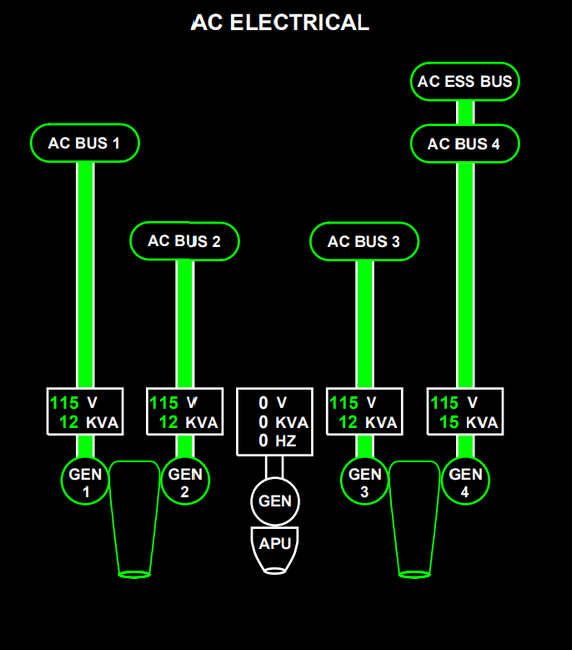 AC ELECTRICAL
AC ESS BUS
AC BUS 1
AC BUS 4
AC BUS 2
AC BUS 3
115 V
12 KVA
115 V
12 KVA
0 V
0 KVA
0 HZ
115 V
12 KVA
115 V
15 KVA
GEN
1
GEN
2
GEN
3
GEN
4
GEN
APU